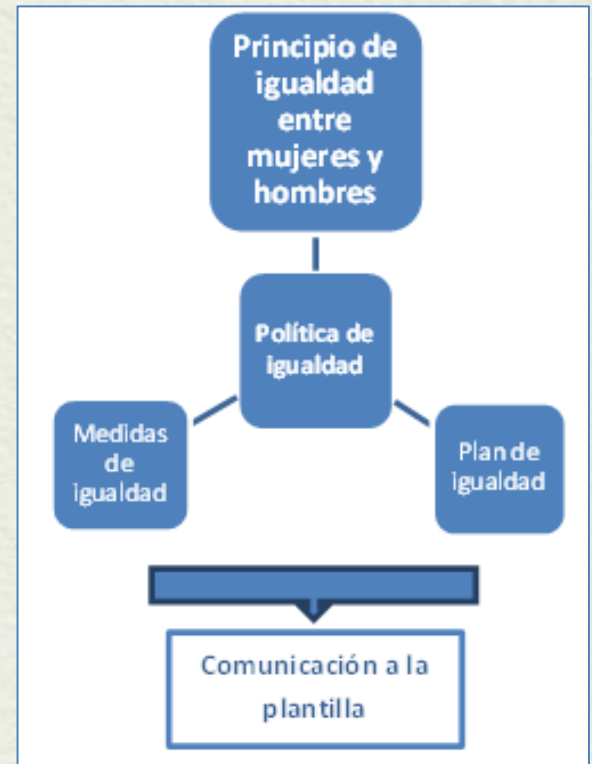 Principio de
igualdad
entre
mujeres y
hombres
Política de
igualdad
Medidas
de
igualdad
Plan de
igualdad
Comunicación a la
plantilla